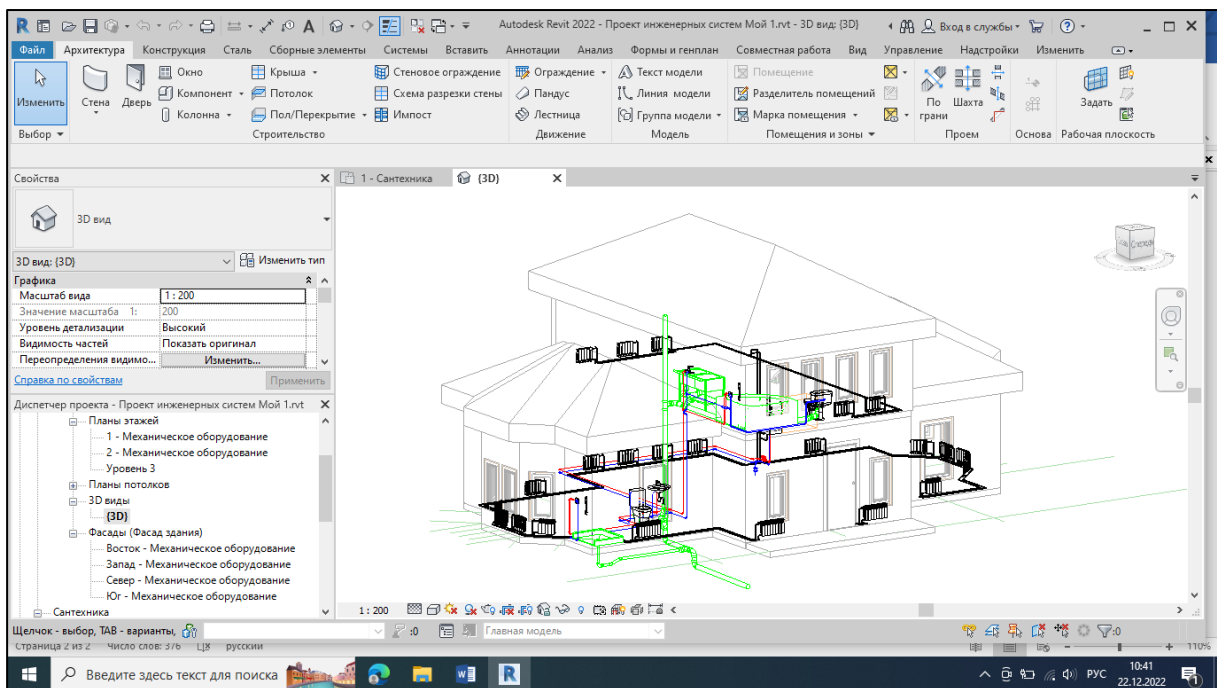 Autodesk Revit 2022 - Проект инженерных систем Мой 1.rvt - 3D вид: {3D}
Вход в службы
Файл Архитектура Конструкция Сталь Сборные элементы Системы Вставить Аннотации Анализ Формы и генплан Совместная работа Вид Управление Надстройки Изменить
Окно Крыша Стеновое ограждение Ограждение Текст модели Помещение
Компонент Потолок Схема разрезки стены Пандус Линия модели Разделитель помещений
Изменить Стена Дверь По грани Шахта Задать
Колонна Пол/Перекрытие Импост Лестница Группа модели Марка помещения
Выбор Строительство Движение Модель Помещения и зоны Проем Основа Рабочая плоскость
Свойства
1 - Сантехника {3D}
3D вид
3D вид: {3D} Изменить тип
Графика
Масштаб вида 1 : 200
Значение масштаба 1: 200
Уровень детализации Высокий
Видимость частей Показать оригинал
Переопределения видимо... Изменить...
Справка по свойствам Применить
Диспетчер проекта - Проект инженерных систем Мой 1.rvt
Планы этажей
1 - Механическое оборудование
2 - Механическое оборудование
Уровень 3
Планы потолков
3D виды
{3D}
Фасады (Фасад здания)
Восток - Механическое оборудование
Запад - Механическое оборудование
Север - Механическое оборудование
Юг - Механическое оборудование
Сантехника
Спереди
1 : 200
Щелчок - выбор, TAB - варианты, :0 Главная модель :0
Страница 2 из 2 Число слов: 376 русский 110%
Введите здесь текст для поиска
РУС
10:41
22.12.2022